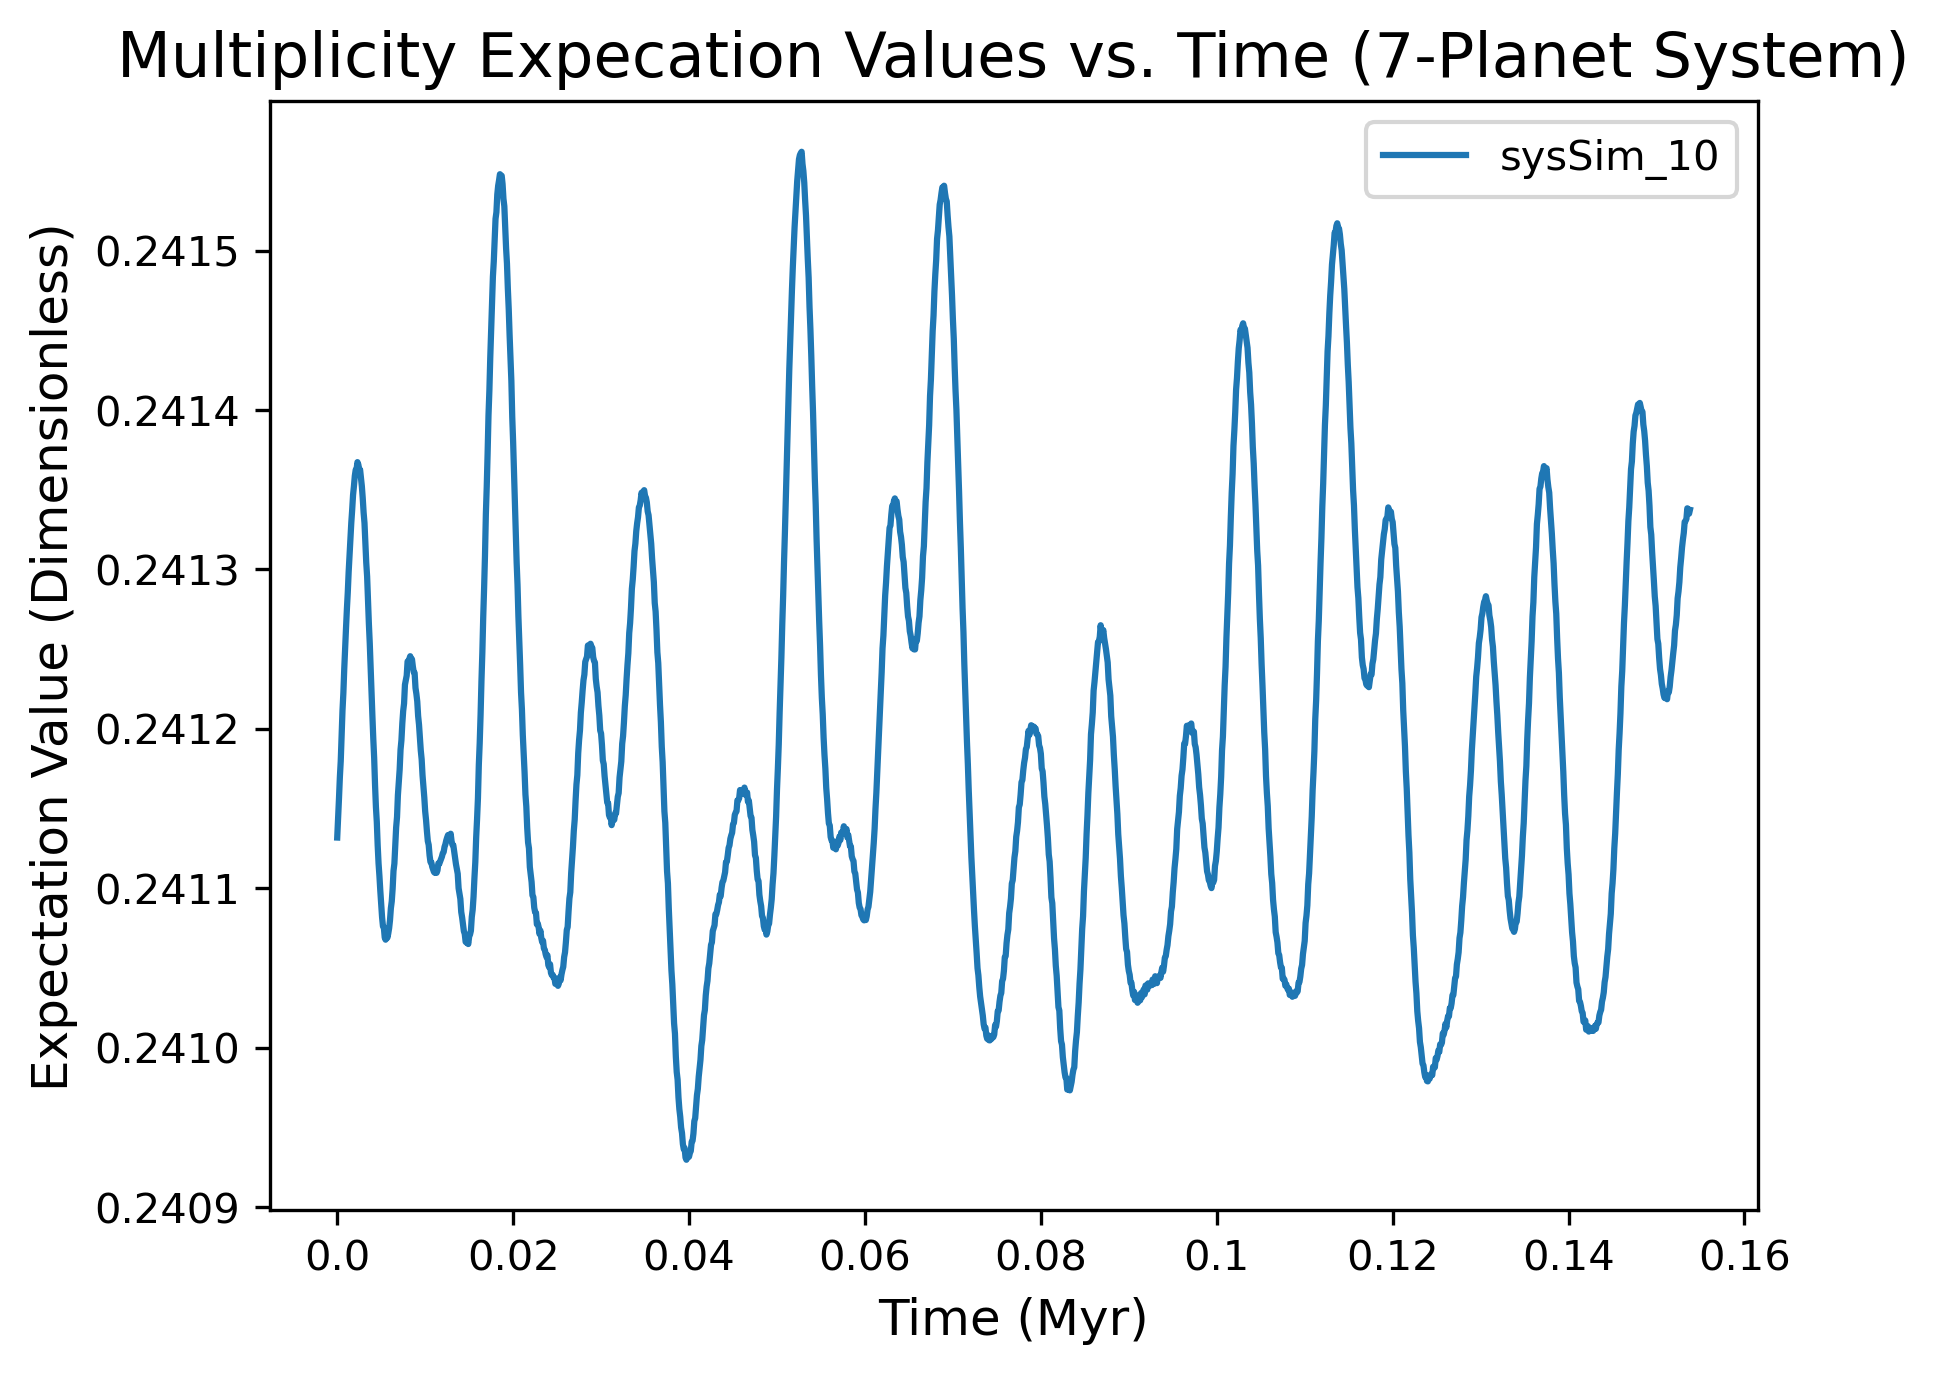 Multiplicity Expecation Values vs. Time (7-Planet System)
sysSim_10
Expectation Value (Dimensionless)
0.2415
0.2414
0.2413
0.2412
0.2411
0.2410
0.2409
0.0 0.02 0.04 0.06 0.08 0.1 0.12 0.14 0.16
Time (Myr)